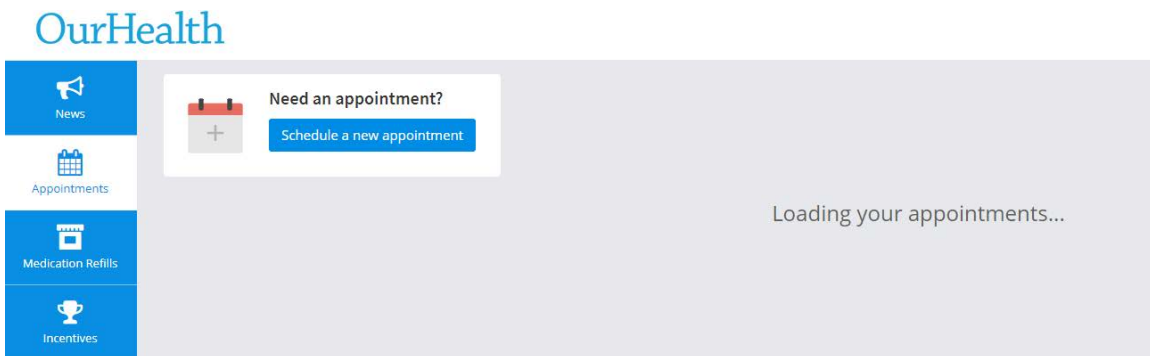 OurHealth
News
Appointments
Medication Refills
Incentives
Need an appointment?
Schedule a new appointment
Loading your appointments...